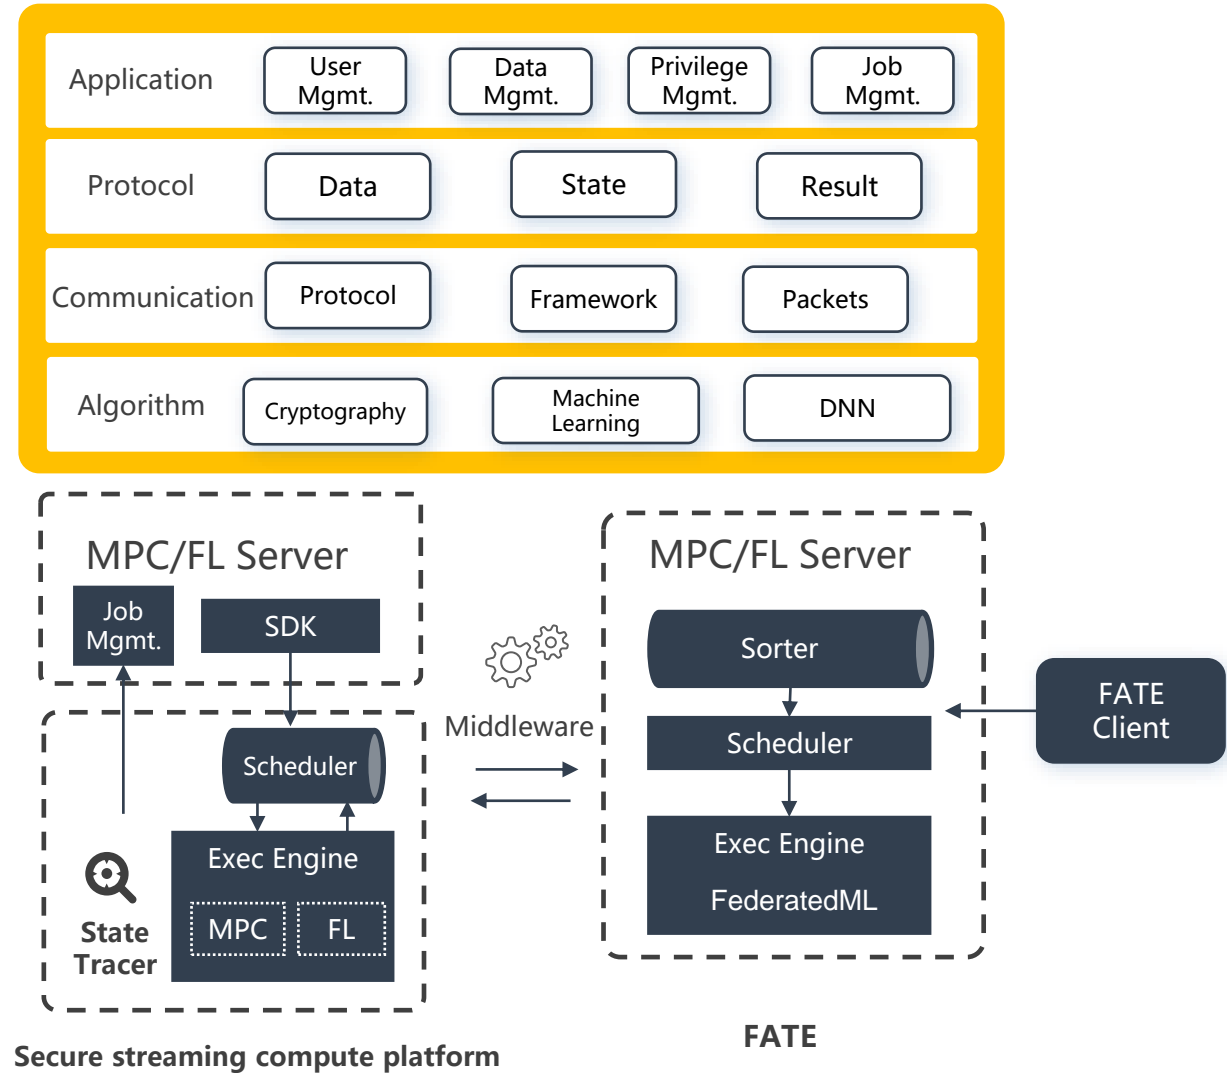 Application
User
Mgmt.
Data
Mgmt.
Privilege
Mgmt.
Job
Mgmt.
Protocol
Data
State
Result
Communication
Protocol
Framework
Packets
Algorithm
Cryptography
Machine
Learning
DNN
MPC/FL Server
Job
Mgmt.
SDK
Scheduler
Exec Engine
MPC
FL
State
Tracer
Secure streaming compute platform
Middleware
MPC/FL Server
Sorter
Scheduler
Exec Engine
FederatedML
FATE
FATE
Client